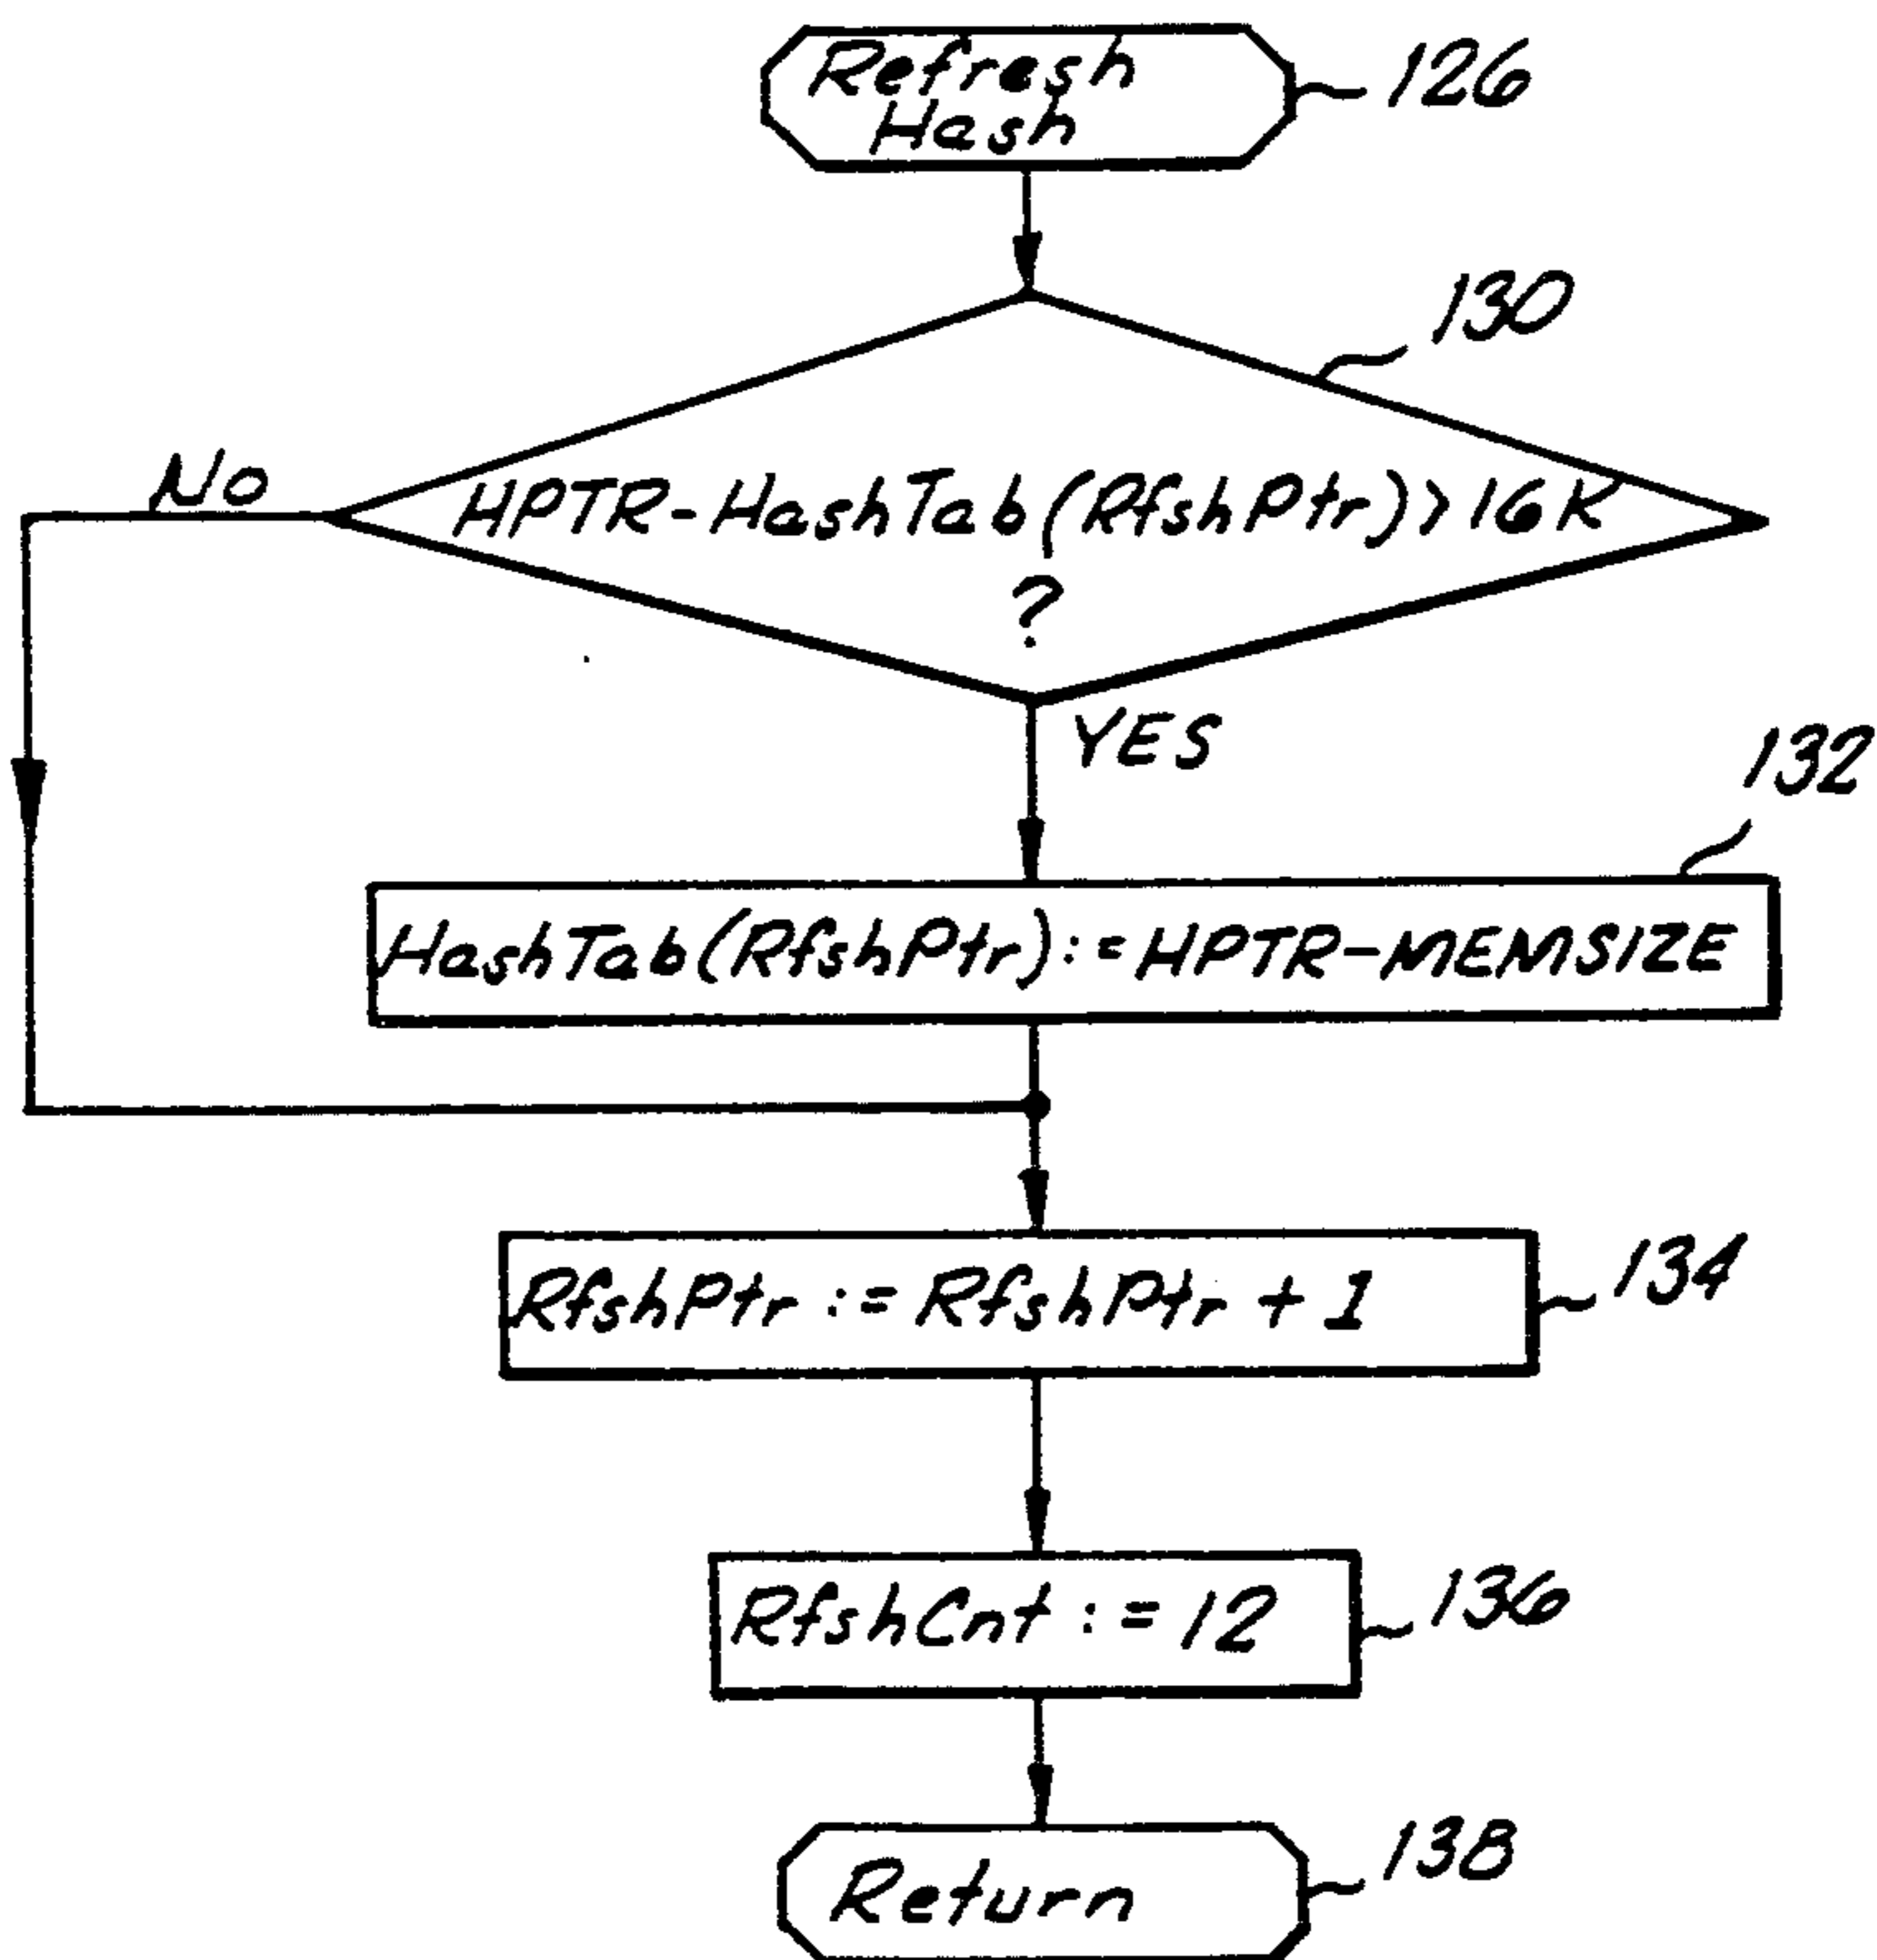 Refresh
Hash
126
130
No
HPTR-HashTab(RfshPtr)>16K
?
YES
132
HashTab(RfshPtr):=HPTR-MEMSIZE
RfshPtr := RfshPtr + 1
134
RfshCnt := 12
136
Return
138